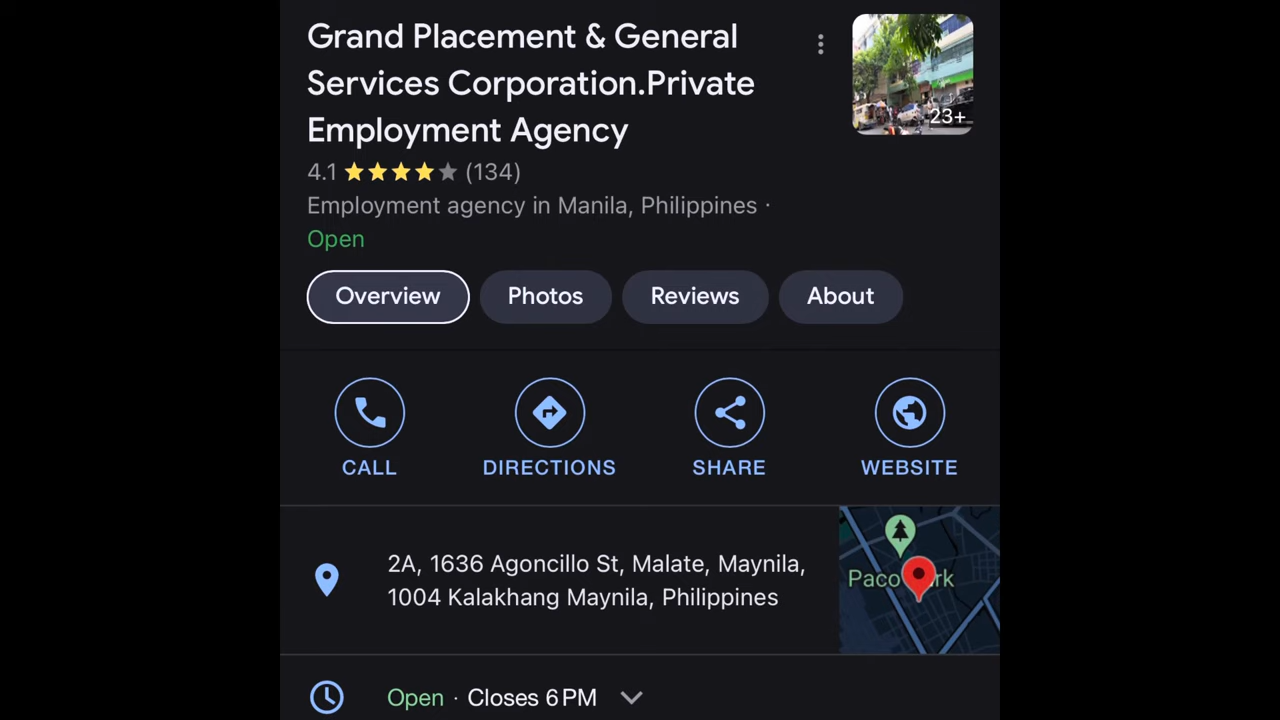 Grand Placement & General
Services Corporation.Private
Employment Agency
23+
4.1 (134)
Employment agency in Manila, Philippines ·
Open
Overview
Photos
Reviews
About
CALL
DIRECTIONS
SHARE
WEBSITE
2A, 1636 Agoncillo St, Malate, Maynila,
1004 Kalakhang Maynila, Philippines
Paco
Open · Closes 6 PM